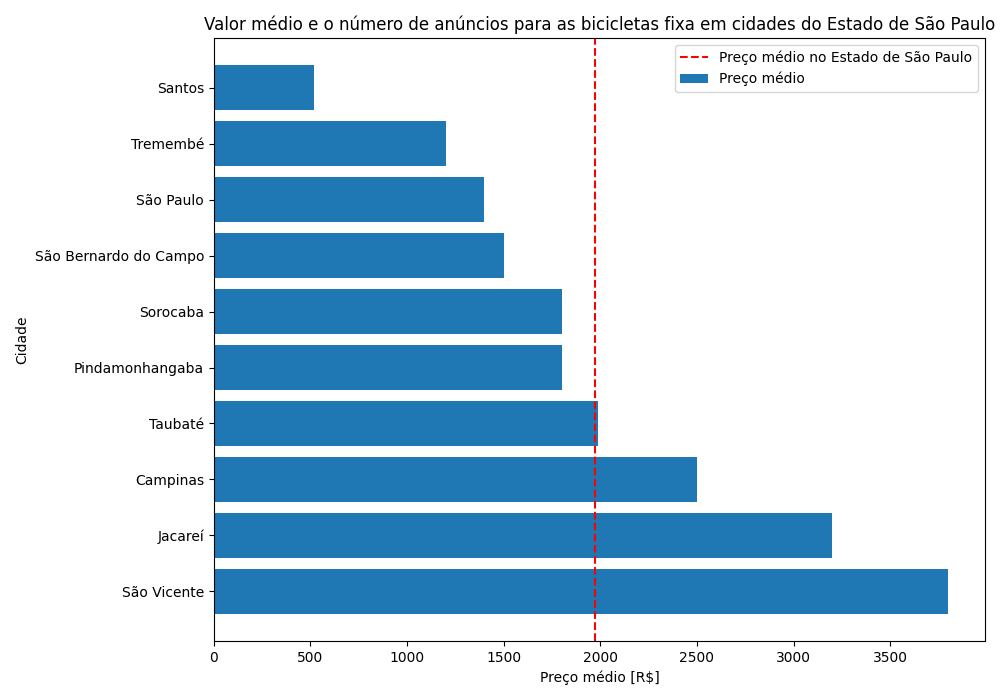 Valor médio e o número de anúncios para as bicicletas fixa em cidades do Estado de São Paulo
Preço médio no Estado de São Paulo
Preço médio
Santos
Tremembé
São Paulo
São Bernardo do Campo
Sorocaba
Pindamonhangaba
Taubaté
Campinas
Jacareí
São Vicente
Cidade
0 500 1000 1500 2000 2500 3000 3500
Preço médio [R$]